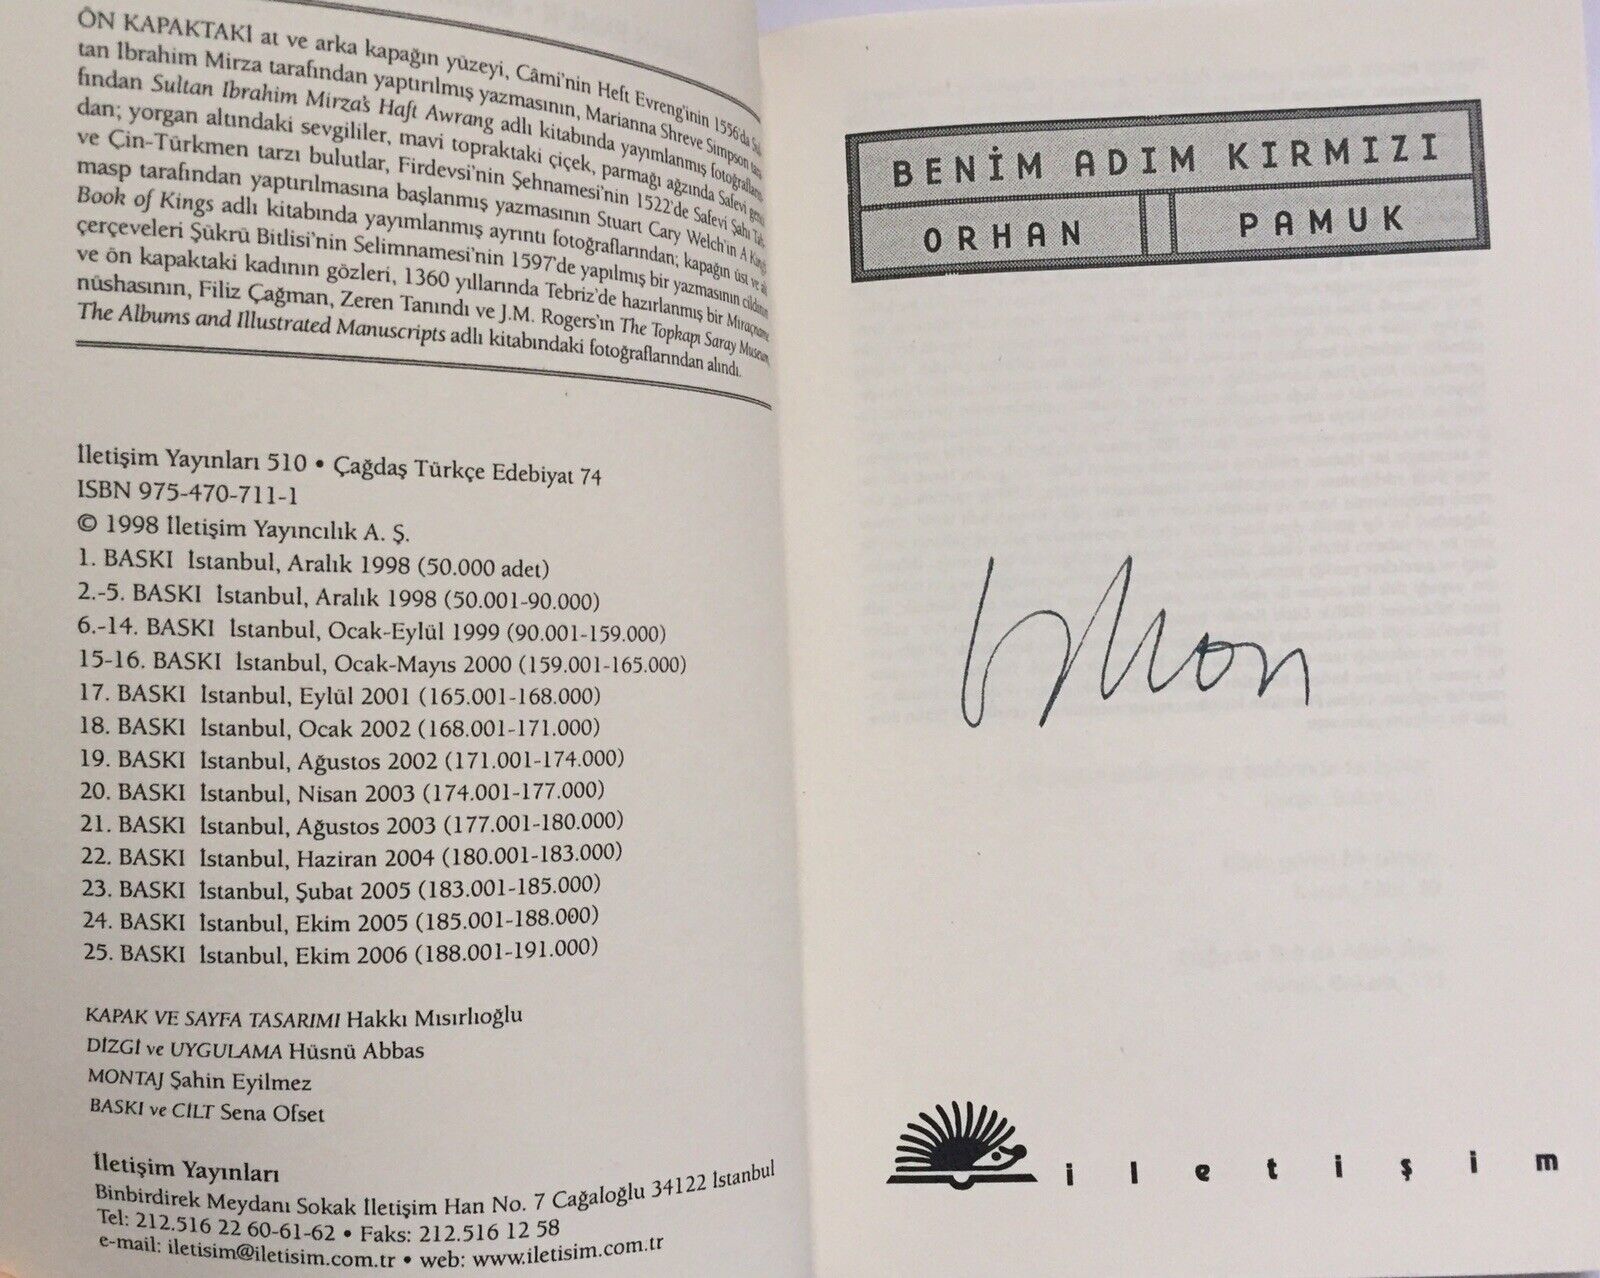 ÖN KAPAKTAKİ at ve arka kapağın yüzeyi, Câmi'nin Heft Evreng'inin 1556'da Sul-
tan İbrahim Mirza tarafından yaptırılmış yazmasının, Marianna Shreve Simpson tara-
fından Sultan Ibrahim Mirza's Haft Awrang adlı kitabında yayımlanmış fotoğrafların-
dan; yorgan altındaki sevgililer, mavi topraktaki çiçek, parmağı ağzında Safevi genci
ve Çin-Türkmen tarzı bulutlar, Firdevsi'nin Şehnamesi'nin 1522'de Safevi Şahı Tah-
masp tarafından yaptırılmasına başlanmış yazmasının Stuart Cary Welch'in A King's
Book of Kings adlı kitabında yayımlanmış ayrıntı fotoğraflarından; kapağın üst ve alt
çerçeveleri Şükrü Bitlisi'nin Selimnamesi'nin 1597'de yapılmış bir yazmasının cildinin
ve ön kapaktaki kadının gözleri, 1360 yıllarında Tebriz'de hazırlanmış bir Miraçname
nüshasının, Filiz Çağman, Zeren Tanındı ve J.M. Rogers'ın The Topkapı Saray Museum,
The Albums and Illustrated Manuscripts adlı kitabındaki fotoğraflarından alındı.
İletişim Yayınları 510 • Çağdaş Türkçe Edebiyat 74
ISBN 975-470-711-1
© 1998 İletişim Yayıncılık A. Ş.
1. BASKI İstanbul, Aralık 1998 (50.000 adet)
2.-5. BASKI İstanbul, Aralık 1998 (50.001-90.000)
6.-14. BASKI İstanbul, Ocak-Eylül 1999 (90.001-159.000)
15-16. BASKI İstanbul, Ocak-Mayıs 2000 (159.001-165.000)
17. BASKI İstanbul, Eylül 2001 (165.001-168.000)
18. BASKI İstanbul, Ocak 2002 (168.001-171.000)
19. BASKI İstanbul, Ağustos 2002 (171.001-174.000)
20. BASKI İstanbul, Nisan 2003 (174.001-177.000)
21. BASKI İstanbul, Ağustos 2003 (177.001-180.000)
22. BASKI İstanbul, Haziran 2004 (180.001-183.000)
23. BASKI İstanbul, Şubat 2005 (183.001-185.000)
24. BASKI İstanbul, Ekim 2005 (185.001-188.000)
25. BASKI İstanbul, Ekim 2006 (188.001-191.000)
KAPAK VE SAYFA TASARIMI Hakkı Mısırlıoğlu
DİZGİ ve UYGULAMA Hüsnü Abbas
MONTAJ Şahin Eyilmez
BASKI ve CİLT Sena Ofset
İletişim Yayınları
Binbirdirek Meydanı Sokak İletişim Han No. 7 Cağaloğlu 34122 İstanbul
Tel: 212.516 22 60-61-62 • Faks: 212.516 12 58
e-mail: iletisim@iletisim.com.tr • web: www.iletisim.com.tr
BENİM ADIM KIRMIZI
ORHAN PAMUK
Orhan
iletişim